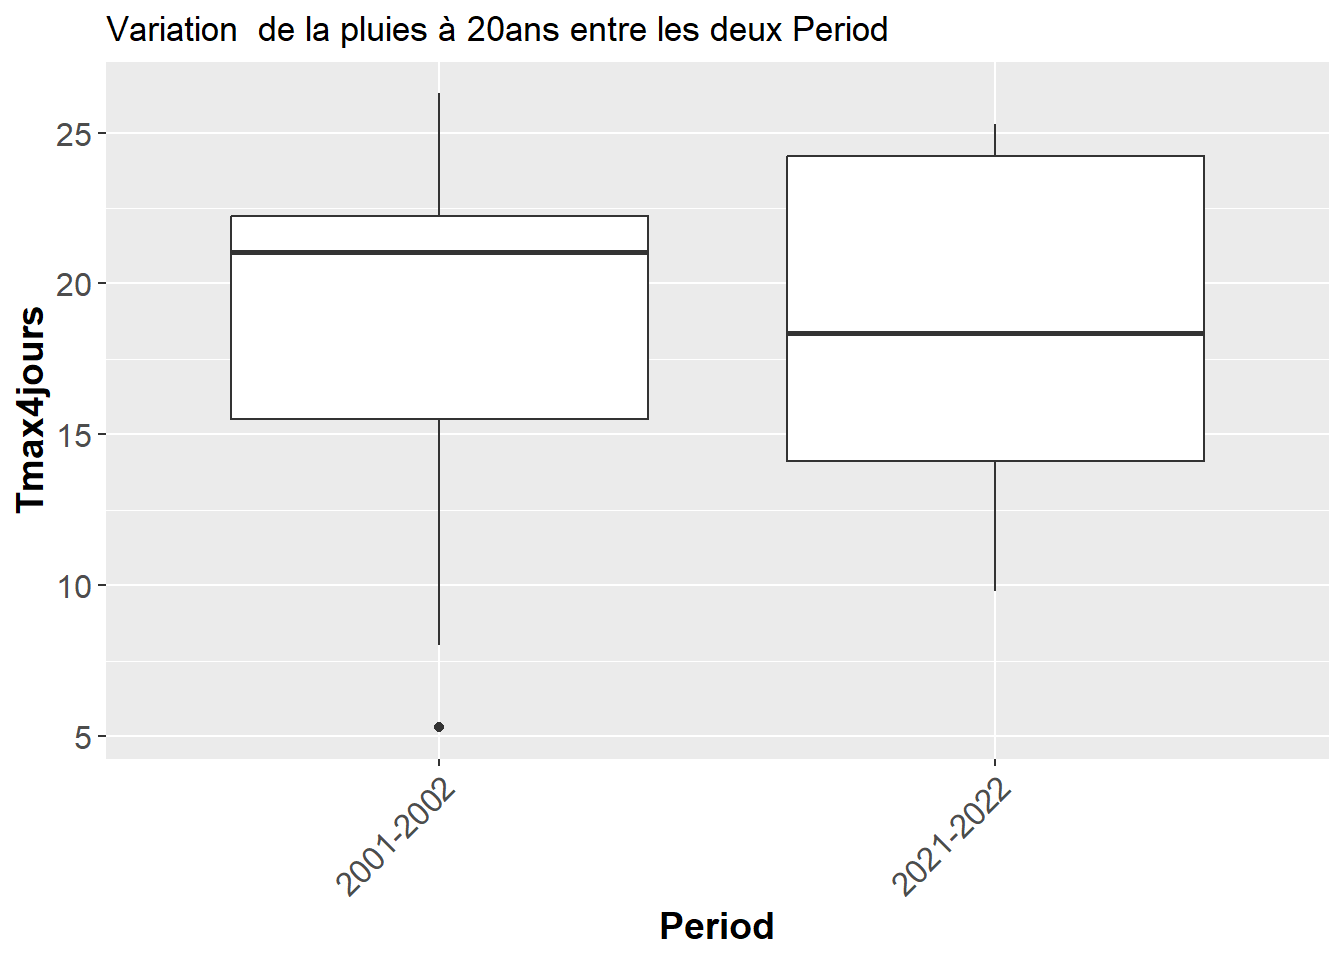 Variation  de la pluies à 20ans entre les deux Period
Tmax4jours
25
20
15
10
5
2001-2002
2021-2022
Period